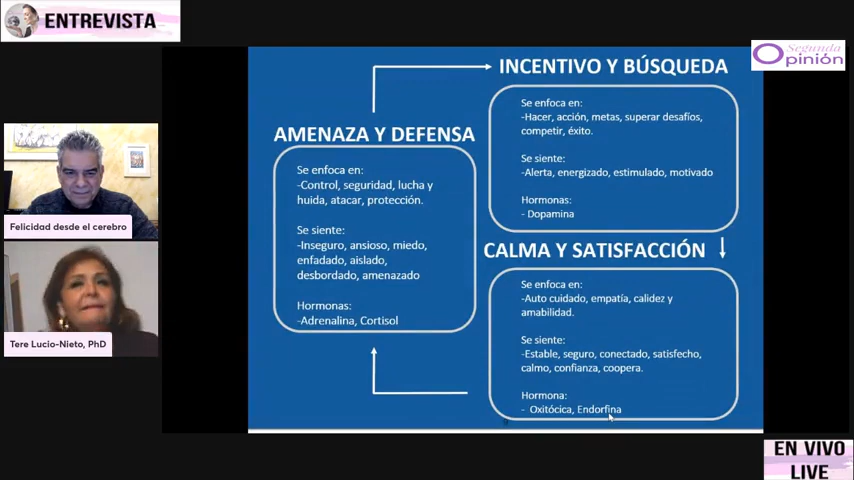 ENTREVISTA
Segunda
Opinión
Felicidad desde el cerebro
Tere Lucio-Nieto, PhD
AMENAZA Y DEFENSA
Se enfoca en:
-Control, seguridad, lucha y
huida, atacar, protección.
Se siente:
-Inseguro, ansioso, miedo,
enfadado, aislado,
desbordado, amenazado
Hormonas:
-Adrenalina, Cortisol
INCENTIVO Y BÚSQUEDA
Se enfoca en:
-Hacer, acción, metas, superar desafíos,
competir, éxito.
Se siente:
-Alerta, energizado, estimulado, motivado
Hormonas:
- Dopamina
CALMA Y SATISFACCIÓN
Se enfoca en:
-Auto cuidado, empatía, calidez y
amabilidad.
Se siente:
-Estable, seguro, conectado, satisfecho,
calmo, confianza, coopera.
Hormona:
- Oxitócica, Endorfina
EN VIVO
LIVE